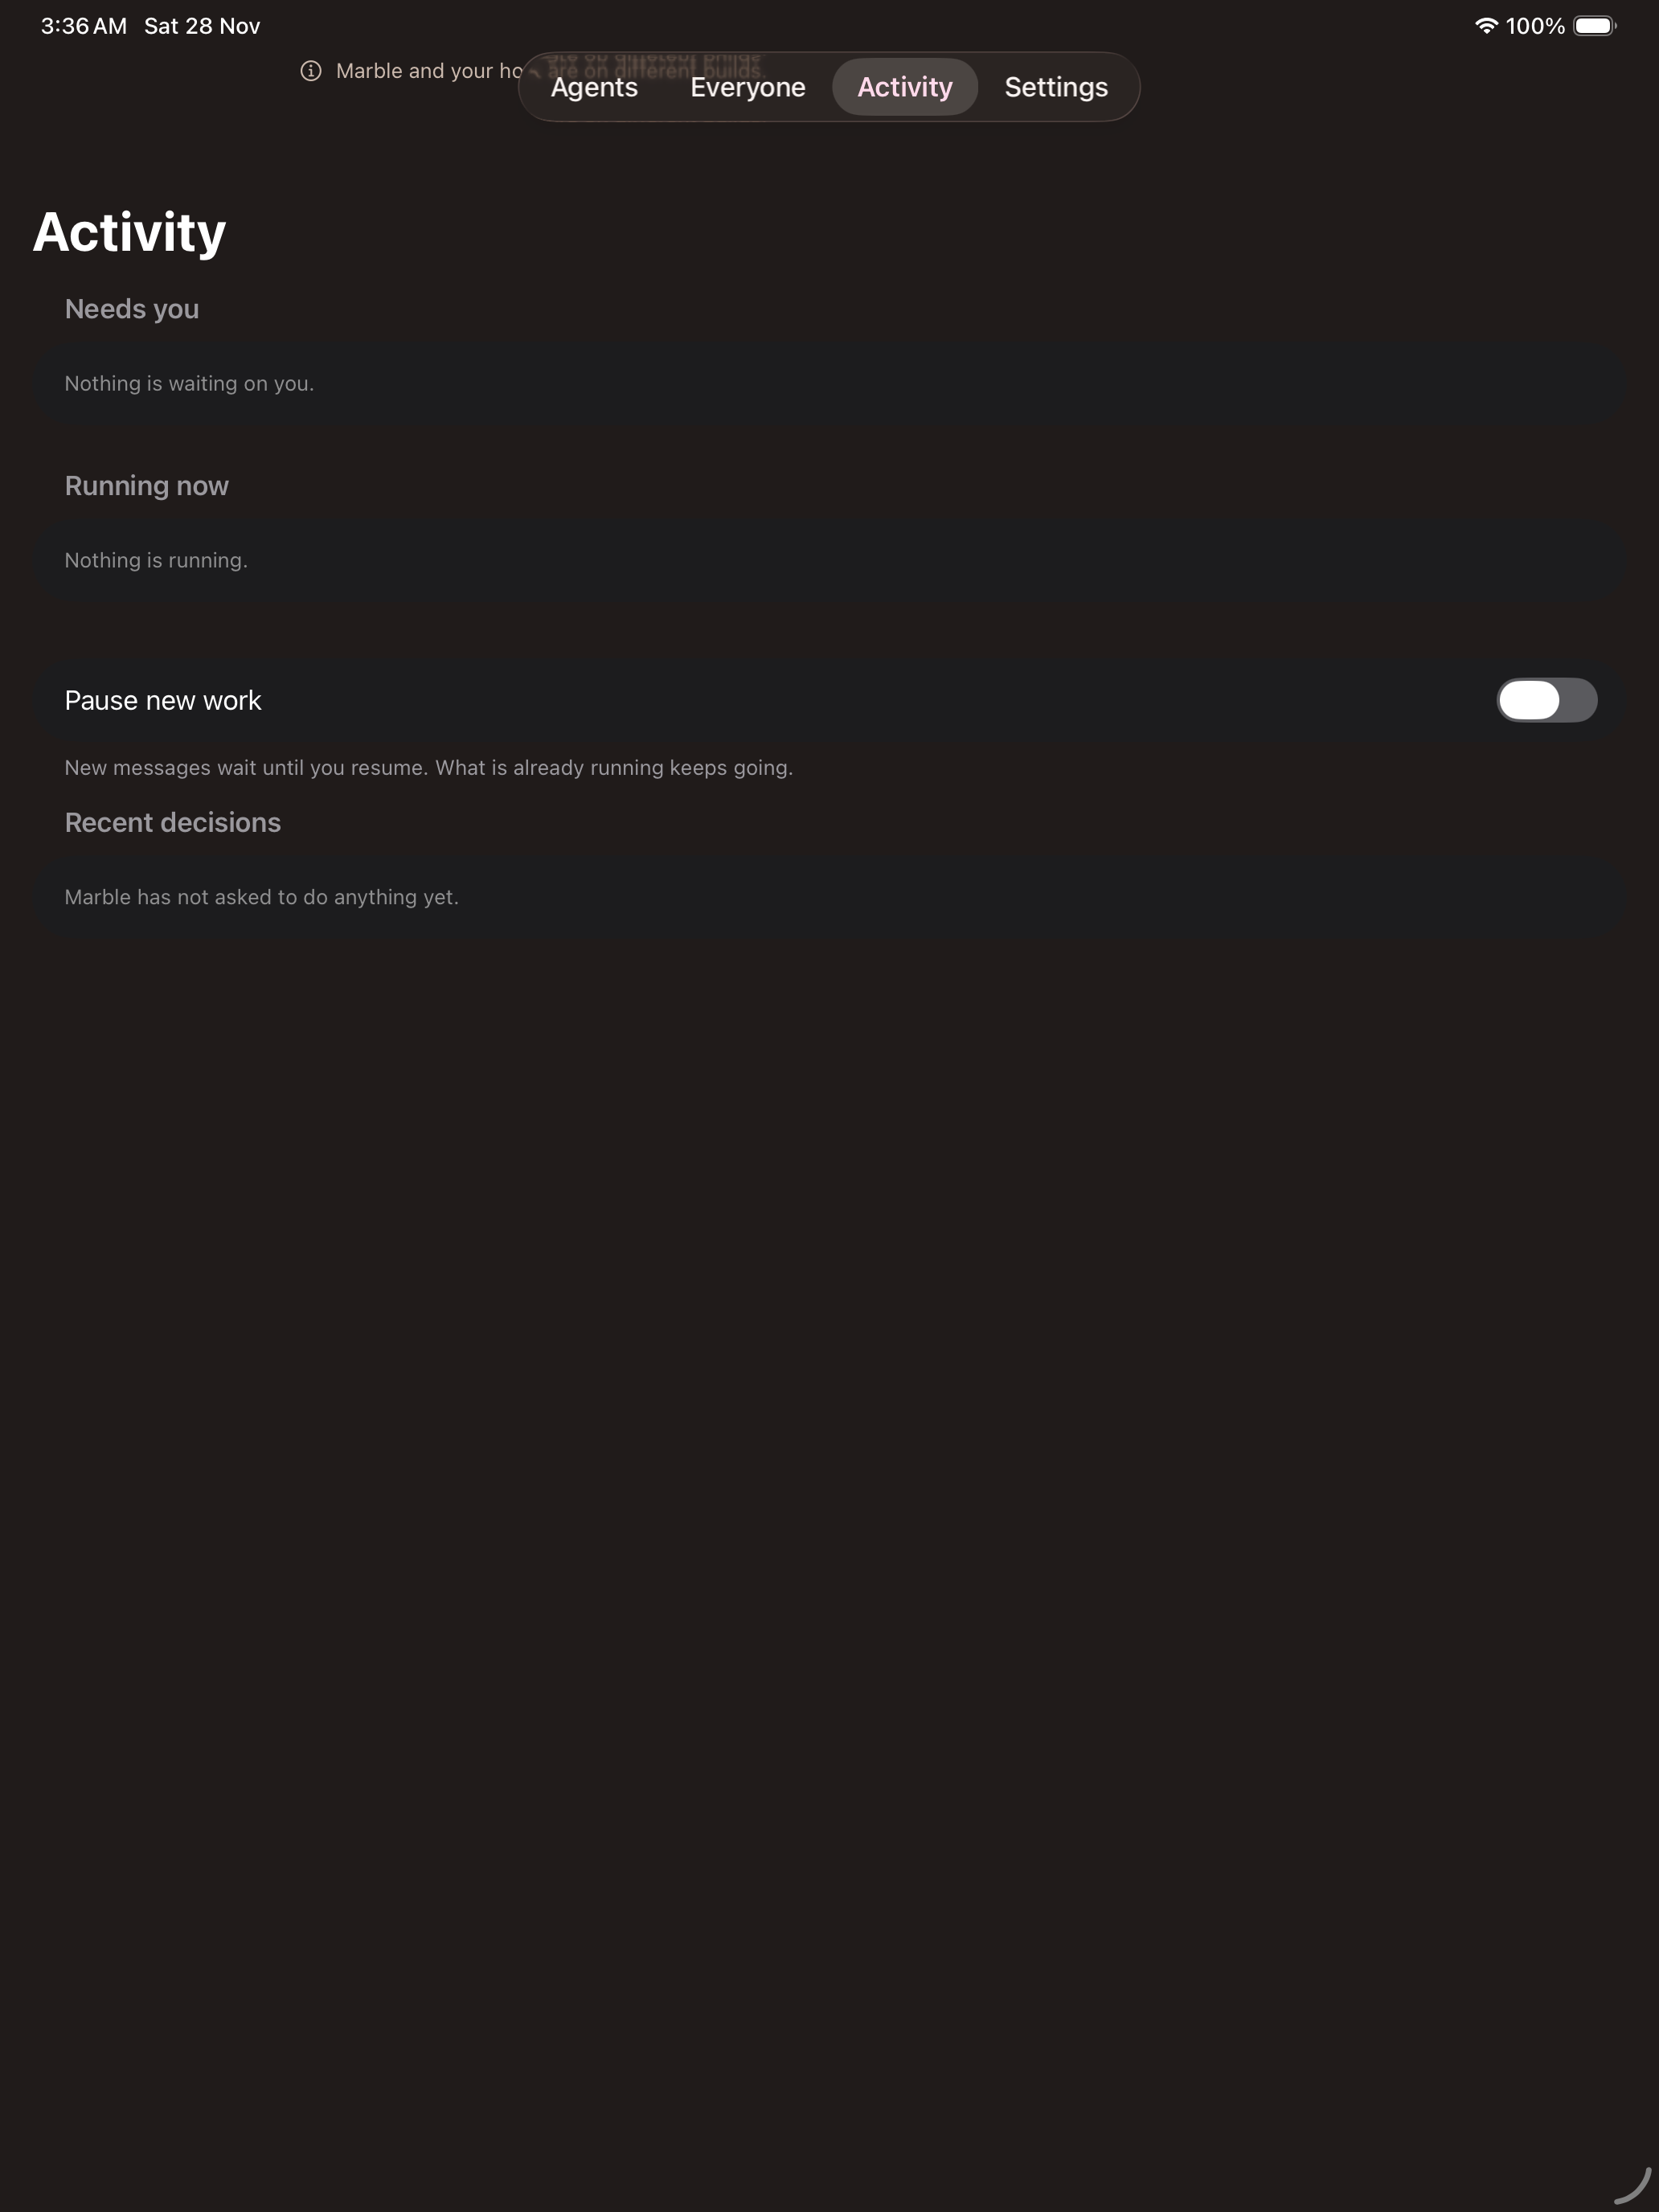 3:36 AM Sat 28 Nov
100%
Marble and your ho are on different builds.
Agents Everyone Activity Settings
Activity
Needs you
Nothing is waiting on you.
Running now
Nothing is running.
Pause new work
New messages wait until you resume. What is already running keeps going.
Recent decisions
Marble has not asked to do anything yet.